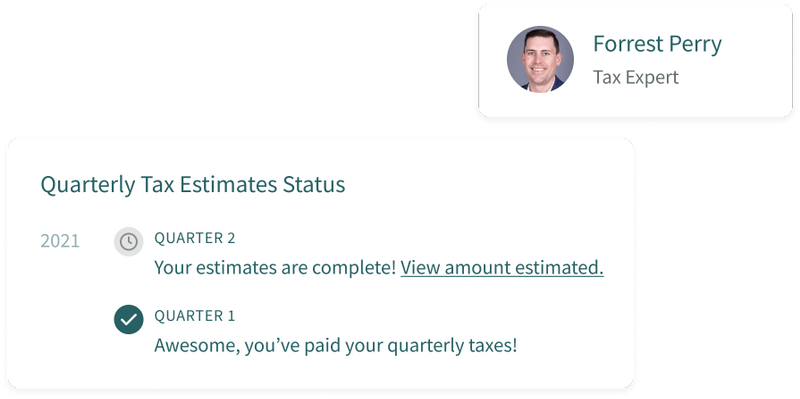 Forrest Perry
Tax Expert
Quarterly Tax Estimates Status
2021
QUARTER 2
Your estimates are complete! View amount estimated.
QUARTER 1
Awesome, you’ve paid your quarterly taxes!